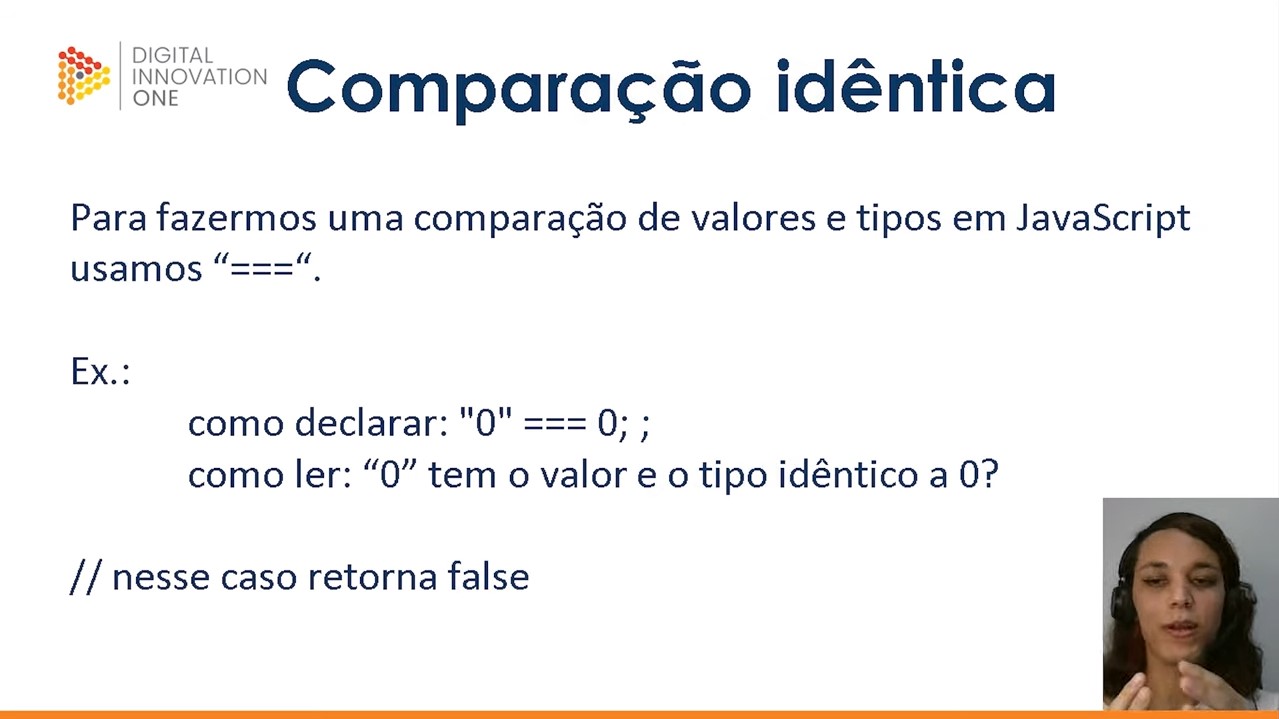 DIGITAL
INNOVATION
ONE
Comparação idêntica
Para fazermos uma comparação de valores e tipos em JavaScript
usamos “===“.
Ex.:
como declarar: "0" === 0; ;
como ler: “0” tem o valor e o tipo idêntico a 0?
// nesse caso retorna false